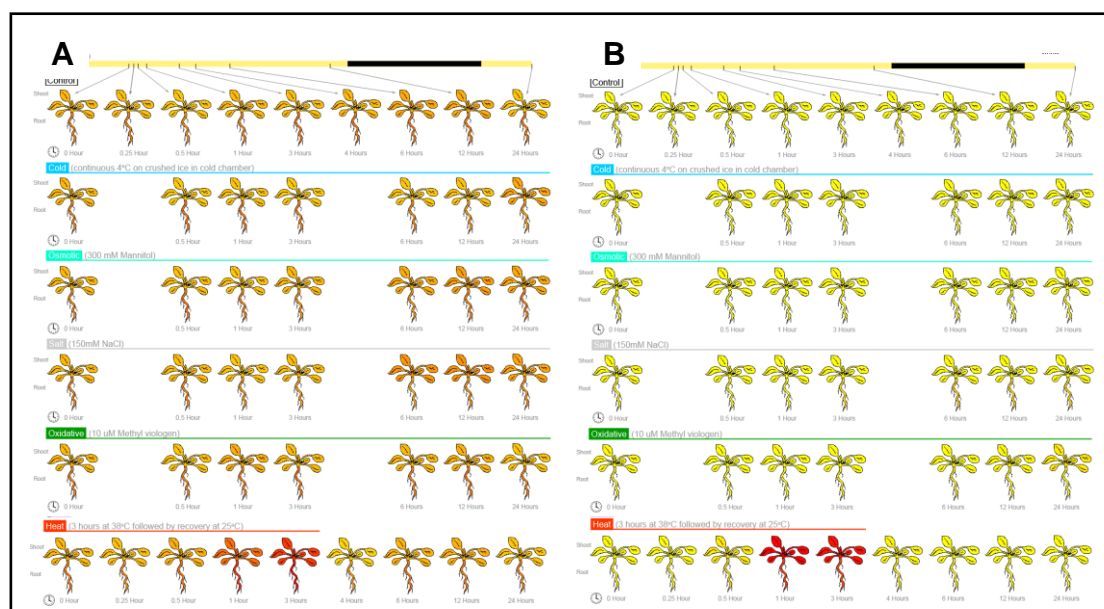 A
[Control]
Shoot
Root
0 Hour 0.25 Hour 0.5 Hour 1 Hour 3 Hours 4 Hours 6 Hours 12 Hours 24 Hours
Cold (continuous 4ºC on crushed ice in cold chamber)
Shoot
Root
0 Hour 0.5 Hour 1 Hour 3 Hours 6 Hours 12 Hours 24 Hours
Osmotic (300 mM Mannitol)
Shoot
Root
0 Hour 0.5 Hour 1 Hour 3 Hours 6 Hours 12 Hours 24 Hours
Salt (150mM NaCl)
Shoot
Root
0 Hour 0.5 Hour 1 Hour 3 Hours 6 Hours 12 Hours 24 Hours
Oxidative (10 uM Methyl viologen)
Shoot
Root
0 Hour 0.5 Hour 1 Hour 3 Hours 6 Hours 12 Hours 24 Hours
Heat (3 hours at 38ºC followed by recovery at 25ºC)
Shoot
Root
0 Hour 0.25 Hour 0.5 Hour 1 Hour 3 Hours 4 Hours 6 Hours 12 Hours 24 Hours
B
[Control]
Shoot
Root
0 Hour 0.25 Hour 0.5 Hour 1 Hour 3 Hours 4 Hours 6 Hours 12 Hours 24 Hours
Cold (continuous 4ºC on crushed ice in cold chamber)
Shoot
Root
0 Hour 0.5 Hour 1 Hour 3 Hours 6 Hours 12 Hours 24 Hours
Osmotic (300 mM Mannitol)
Shoot
Root
0 Hour 0.5 Hour 1 Hour 3 Hours 6 Hours 12 Hours 24 Hours
Salt (150mM NaCl)
Shoot
Root
0 Hour 0.5 Hour 1 Hour 3 Hours 6 Hours 12 Hours 24 Hours
Oxidative (10 uM Methyl viologen)
Shoot
Root
0 Hour 0.5 Hour 1 Hour 3 Hours 6 Hours 12 Hours 24 Hours
Heat (3 hours at 38ºC followed by recovery at 25ºC)
Shoot
Root
0 Hour 0.25 Hour 0.5 Hour 1 Hour 3 Hours 4 Hours 6 Hours 12 Hours 24 Hours